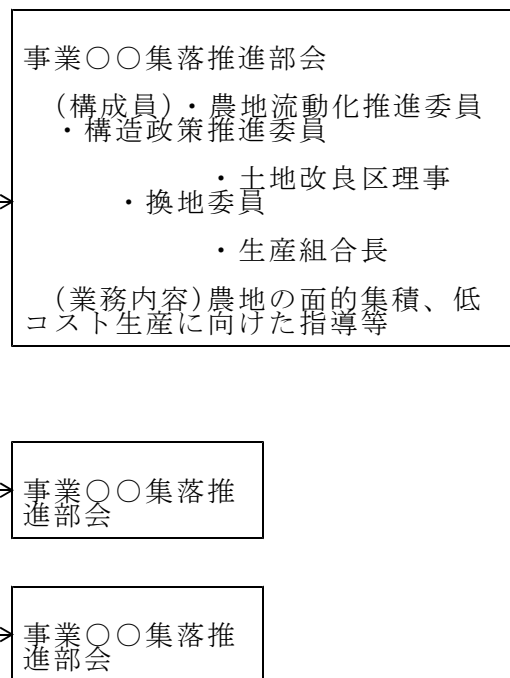 事業○○集落推進部会
(構成員)・農地流動化推進委員
・構造政策推進委員
・土地改良区理事
・換地委員
・生産組合長
(業務内容)農地の面的集積、低
コスト生産に向けた指導等
事業○○集落推
進部会
事業○○集落推
進部会